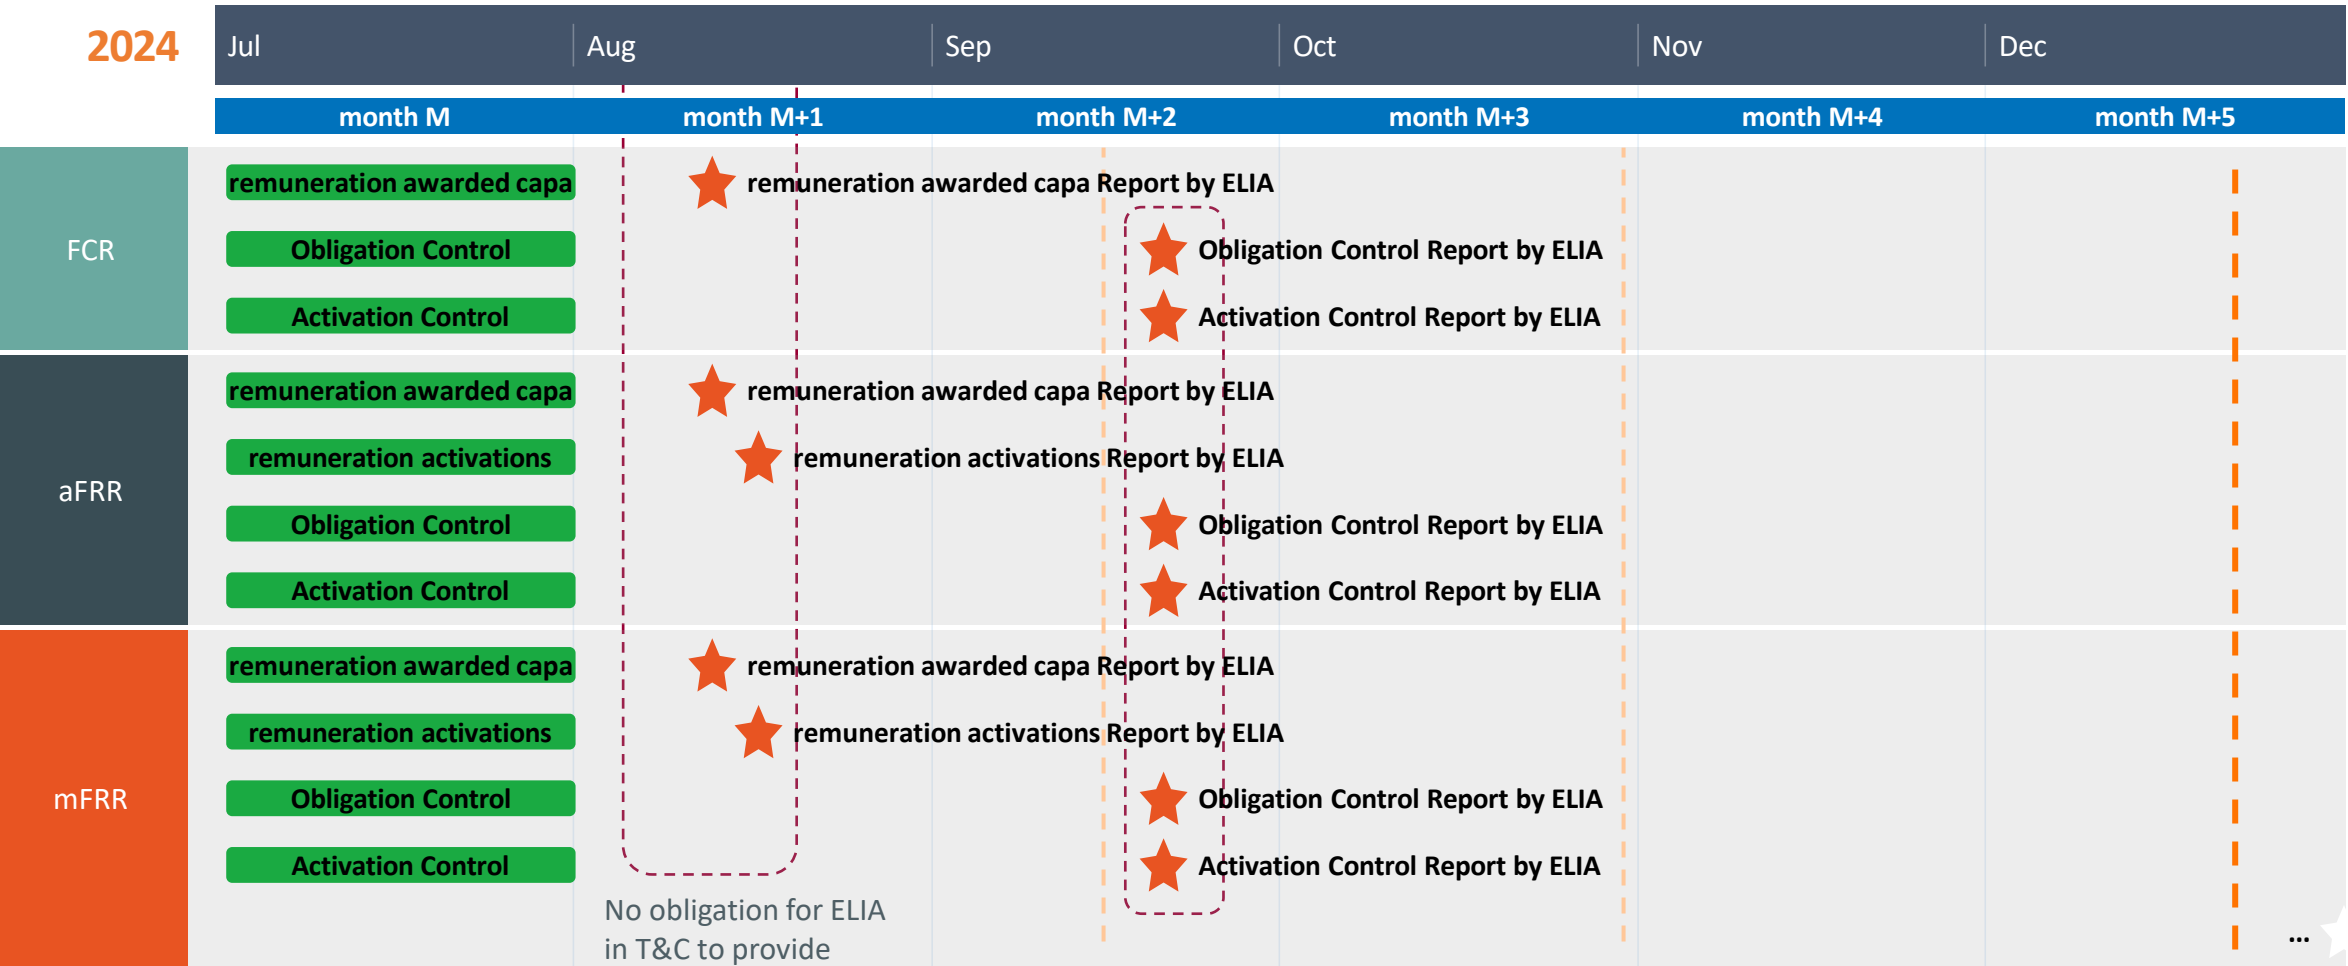 2024
Jul
Aug
Sep
Oct
Nov
Dec
month M
month M+1
month M+2
month M+3
month M+4
month M+5
FCR
remuneration awarded capa
remuneration awarded capa Report by ELIA
Obligation Control
Obligation Control Report by ELIA
Activation Control
Activation Control Report by ELIA
aFRR
remuneration awarded capa
remuneration awarded capa Report by ELIA
remuneration activations
remuneration activations Report by ELIA
Obligation Control
Obligation Control Report by ELIA
Activation Control
Activation Control Report by ELIA
mFRR
remuneration awarded capa
remuneration awarded capa Report by ELIA
remuneration activations
remuneration activations Report by ELIA
Obligation Control
Obligation Control Report by ELIA
Activation Control
Activation Control Report by ELIA
No obligation for ELIA
in T&C to provide
...